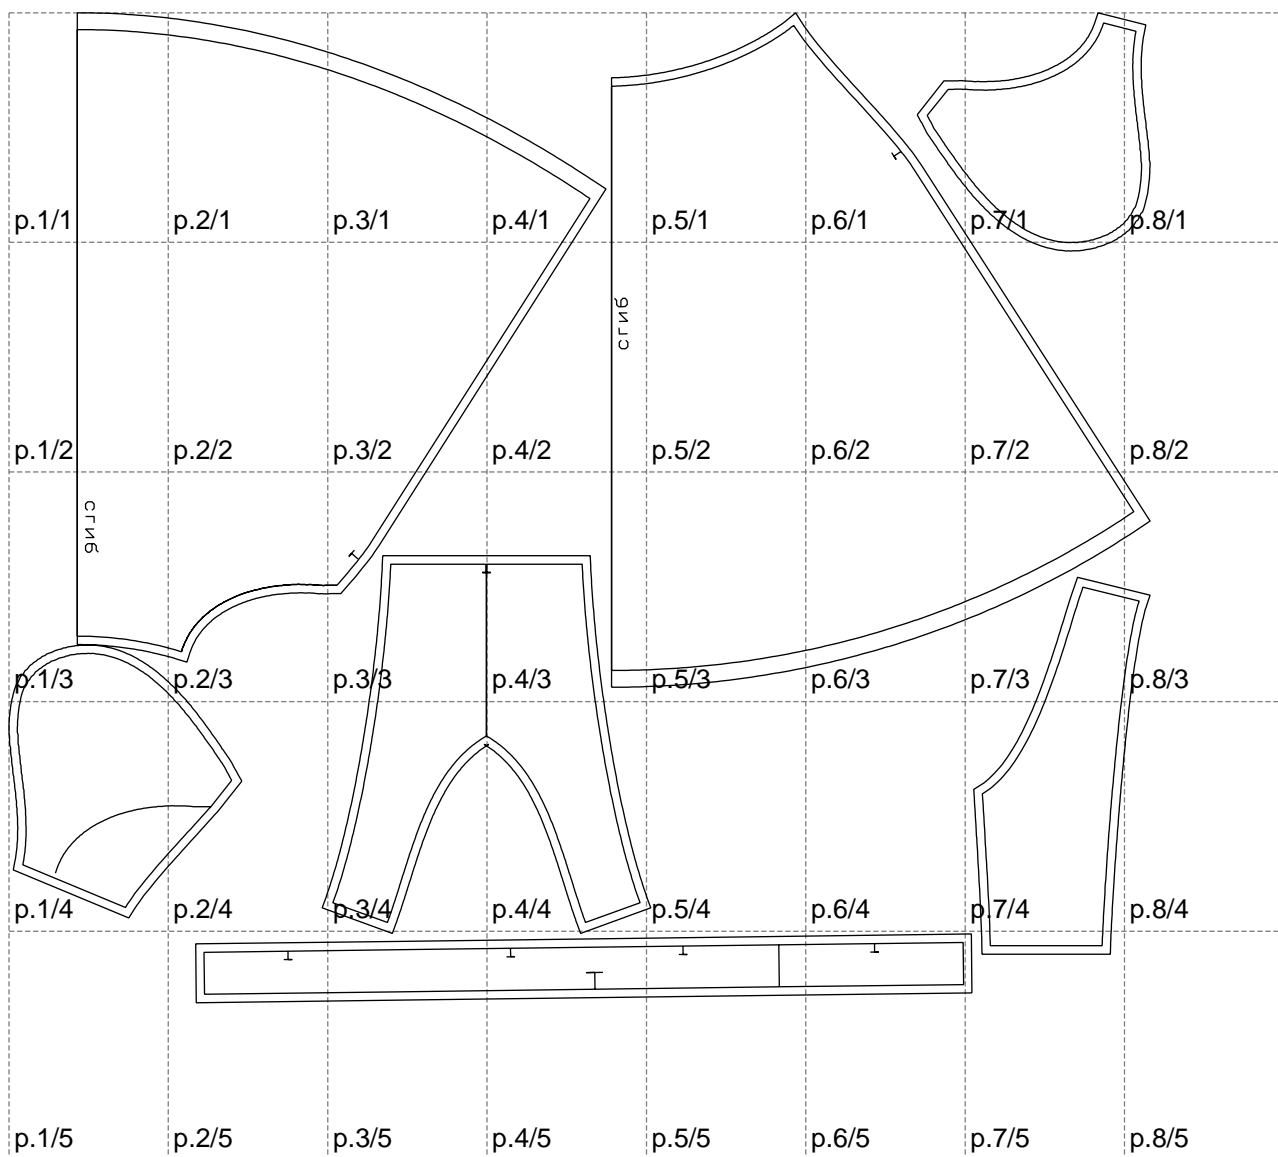 p.1/1 p.2/1 p.3/1 p.4/1 p.5/1 p.6/1 p.7/1 p.8/1
сгиб
p.1/2 p.2/2 p.3/2 p.4/2 p.5/2 p.6/2 p.7/2 p.8/2
сгиб
p.1/3 p.2/3 p.3/3 p.4/3 p.5/3 p.6/3 p.7/3 p.8/3
p.1/4 p.2/4 p.3/4 p.4/4 p.5/4 p.6/4 p.7/4 p.8/4
p.1/5 p.2/5 p.3/5 p.4/5 p.5/5 p.6/5 p.7/5 p.8/5